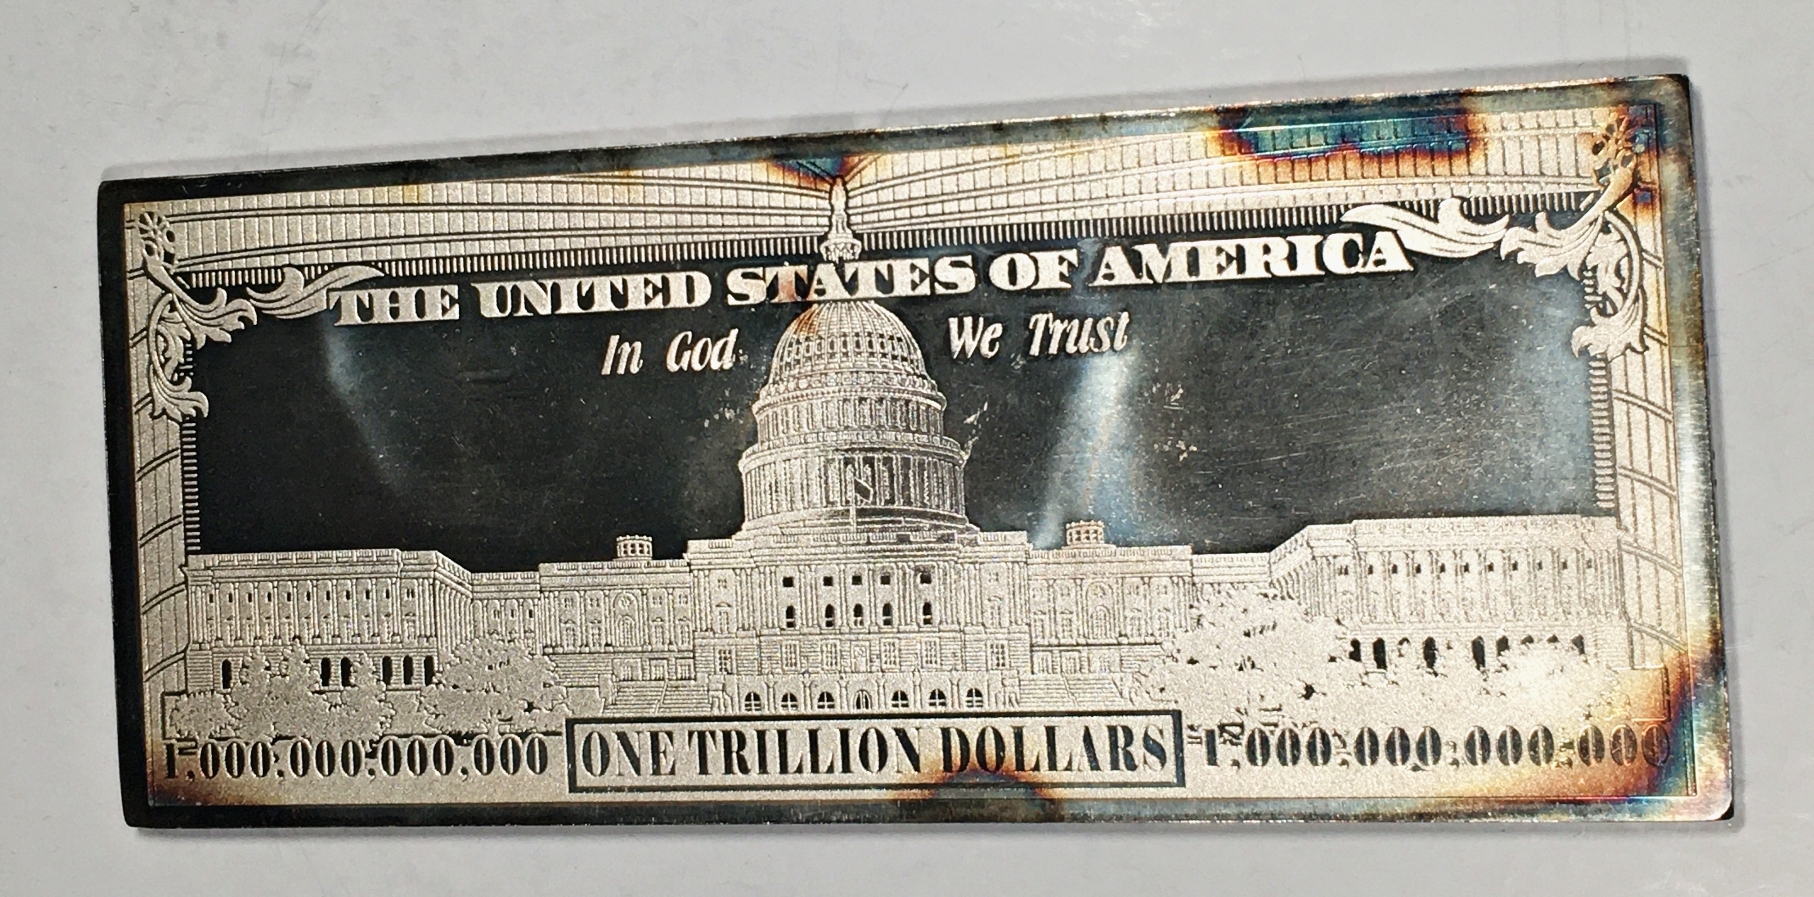 THE UNITED STATES OF AMERICA
In God We Trust
1,000,000,000,000 ONE TRILLION DOLLARS 1,000,000,000,000